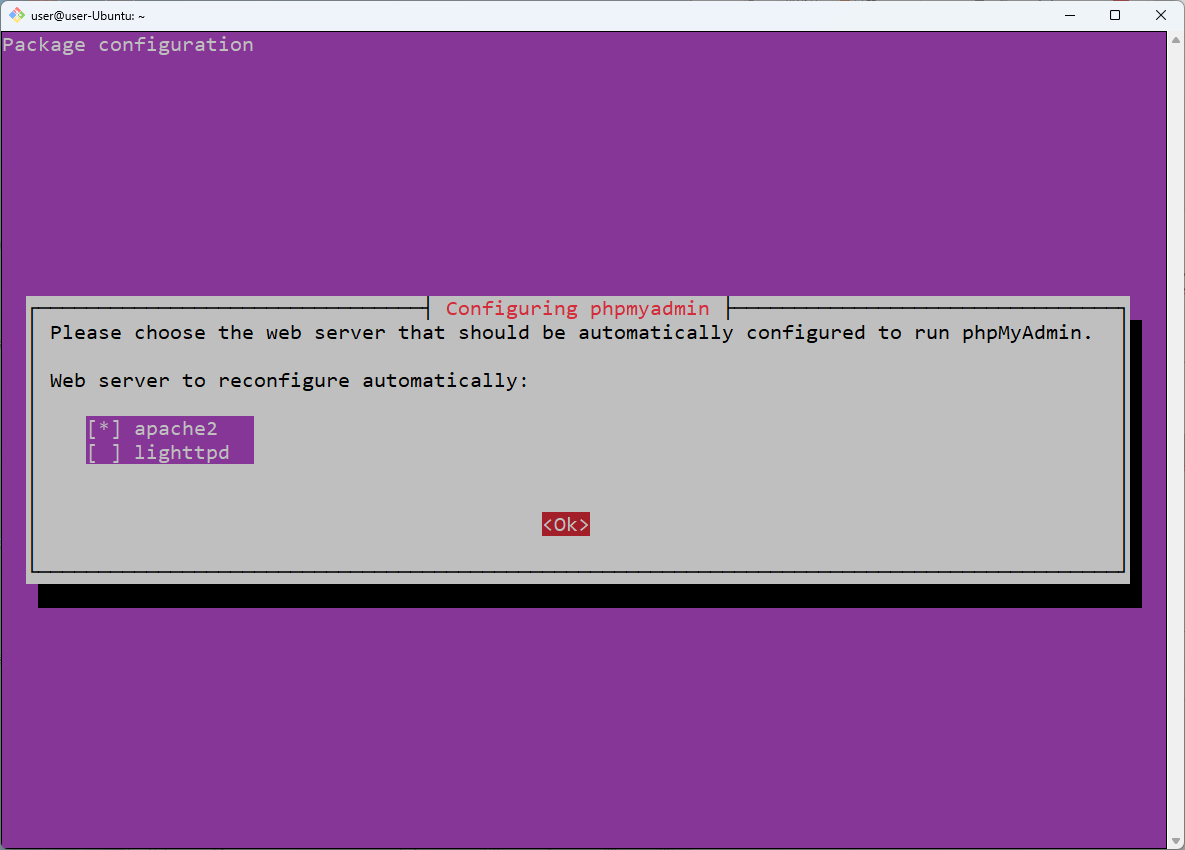 user@user-Ubuntu: ~
Package configuration
Configuring phpmyadmin
Please choose the web server that should be automatically configured to run phpMyAdmin.
Web server to reconfigure automatically:
[*] apache2
[ ] lighttpd
<Ok>